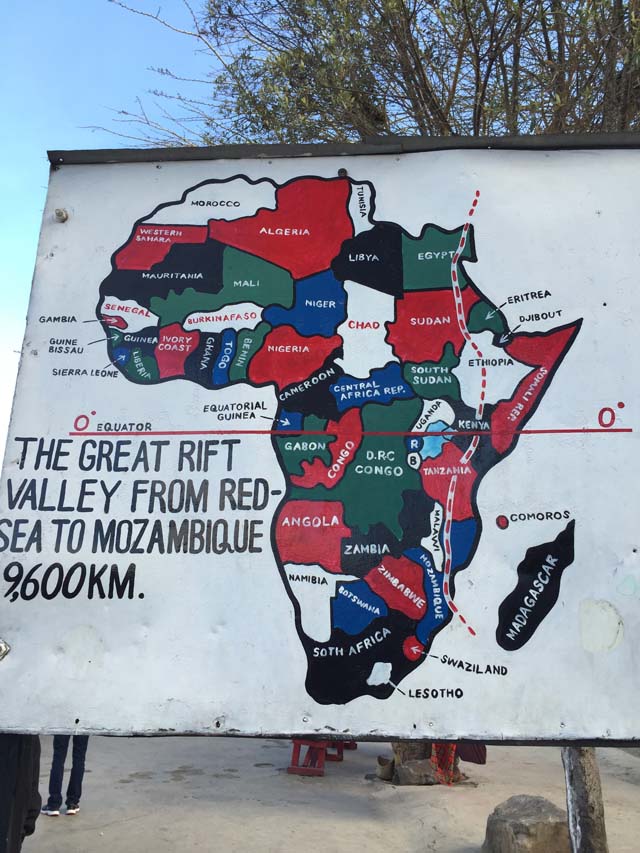 MOROCCO
TUNISIA
WESTERN
SAHARA
ALGERIA
LIBYA
EGYPT
MAURITANIA
MALI
NIGER
CHAD
SUDAN
ERITREA
DJIBOUT
SENEGAL
GAMBIA
GUINE
BISSAU
GUINEA
SIERRA LEONE
LIBERIA
IVORY
COAST
BURKINAFASO
GHANA
TOGO
BENIN
NIGERIA
CAMEROON
CENTRAL
AFRICA REP.
SOUTH
SUDAN
ETHIOPIA
SOMALI REP.
EQUATORIAL
GUINEA
UGANDA
KENYA
0° EQUATOR
0°
GABON
CONGO
D.R.C
CONGO
R
B
TANZANIA
THE GREAT RIFT
VALLEY FROM RED-
SEA TO MOZAMBIQUE
9,600KM.
ANGOLA
ZAMBIA
MALAWI
COMOROS
NAMIBIA
BOTSWANA
ZIMBABWE
MOZAMBIQUE
MADAGASCAR
SOTH AFRICA
SWAZILAND
LESOTHO